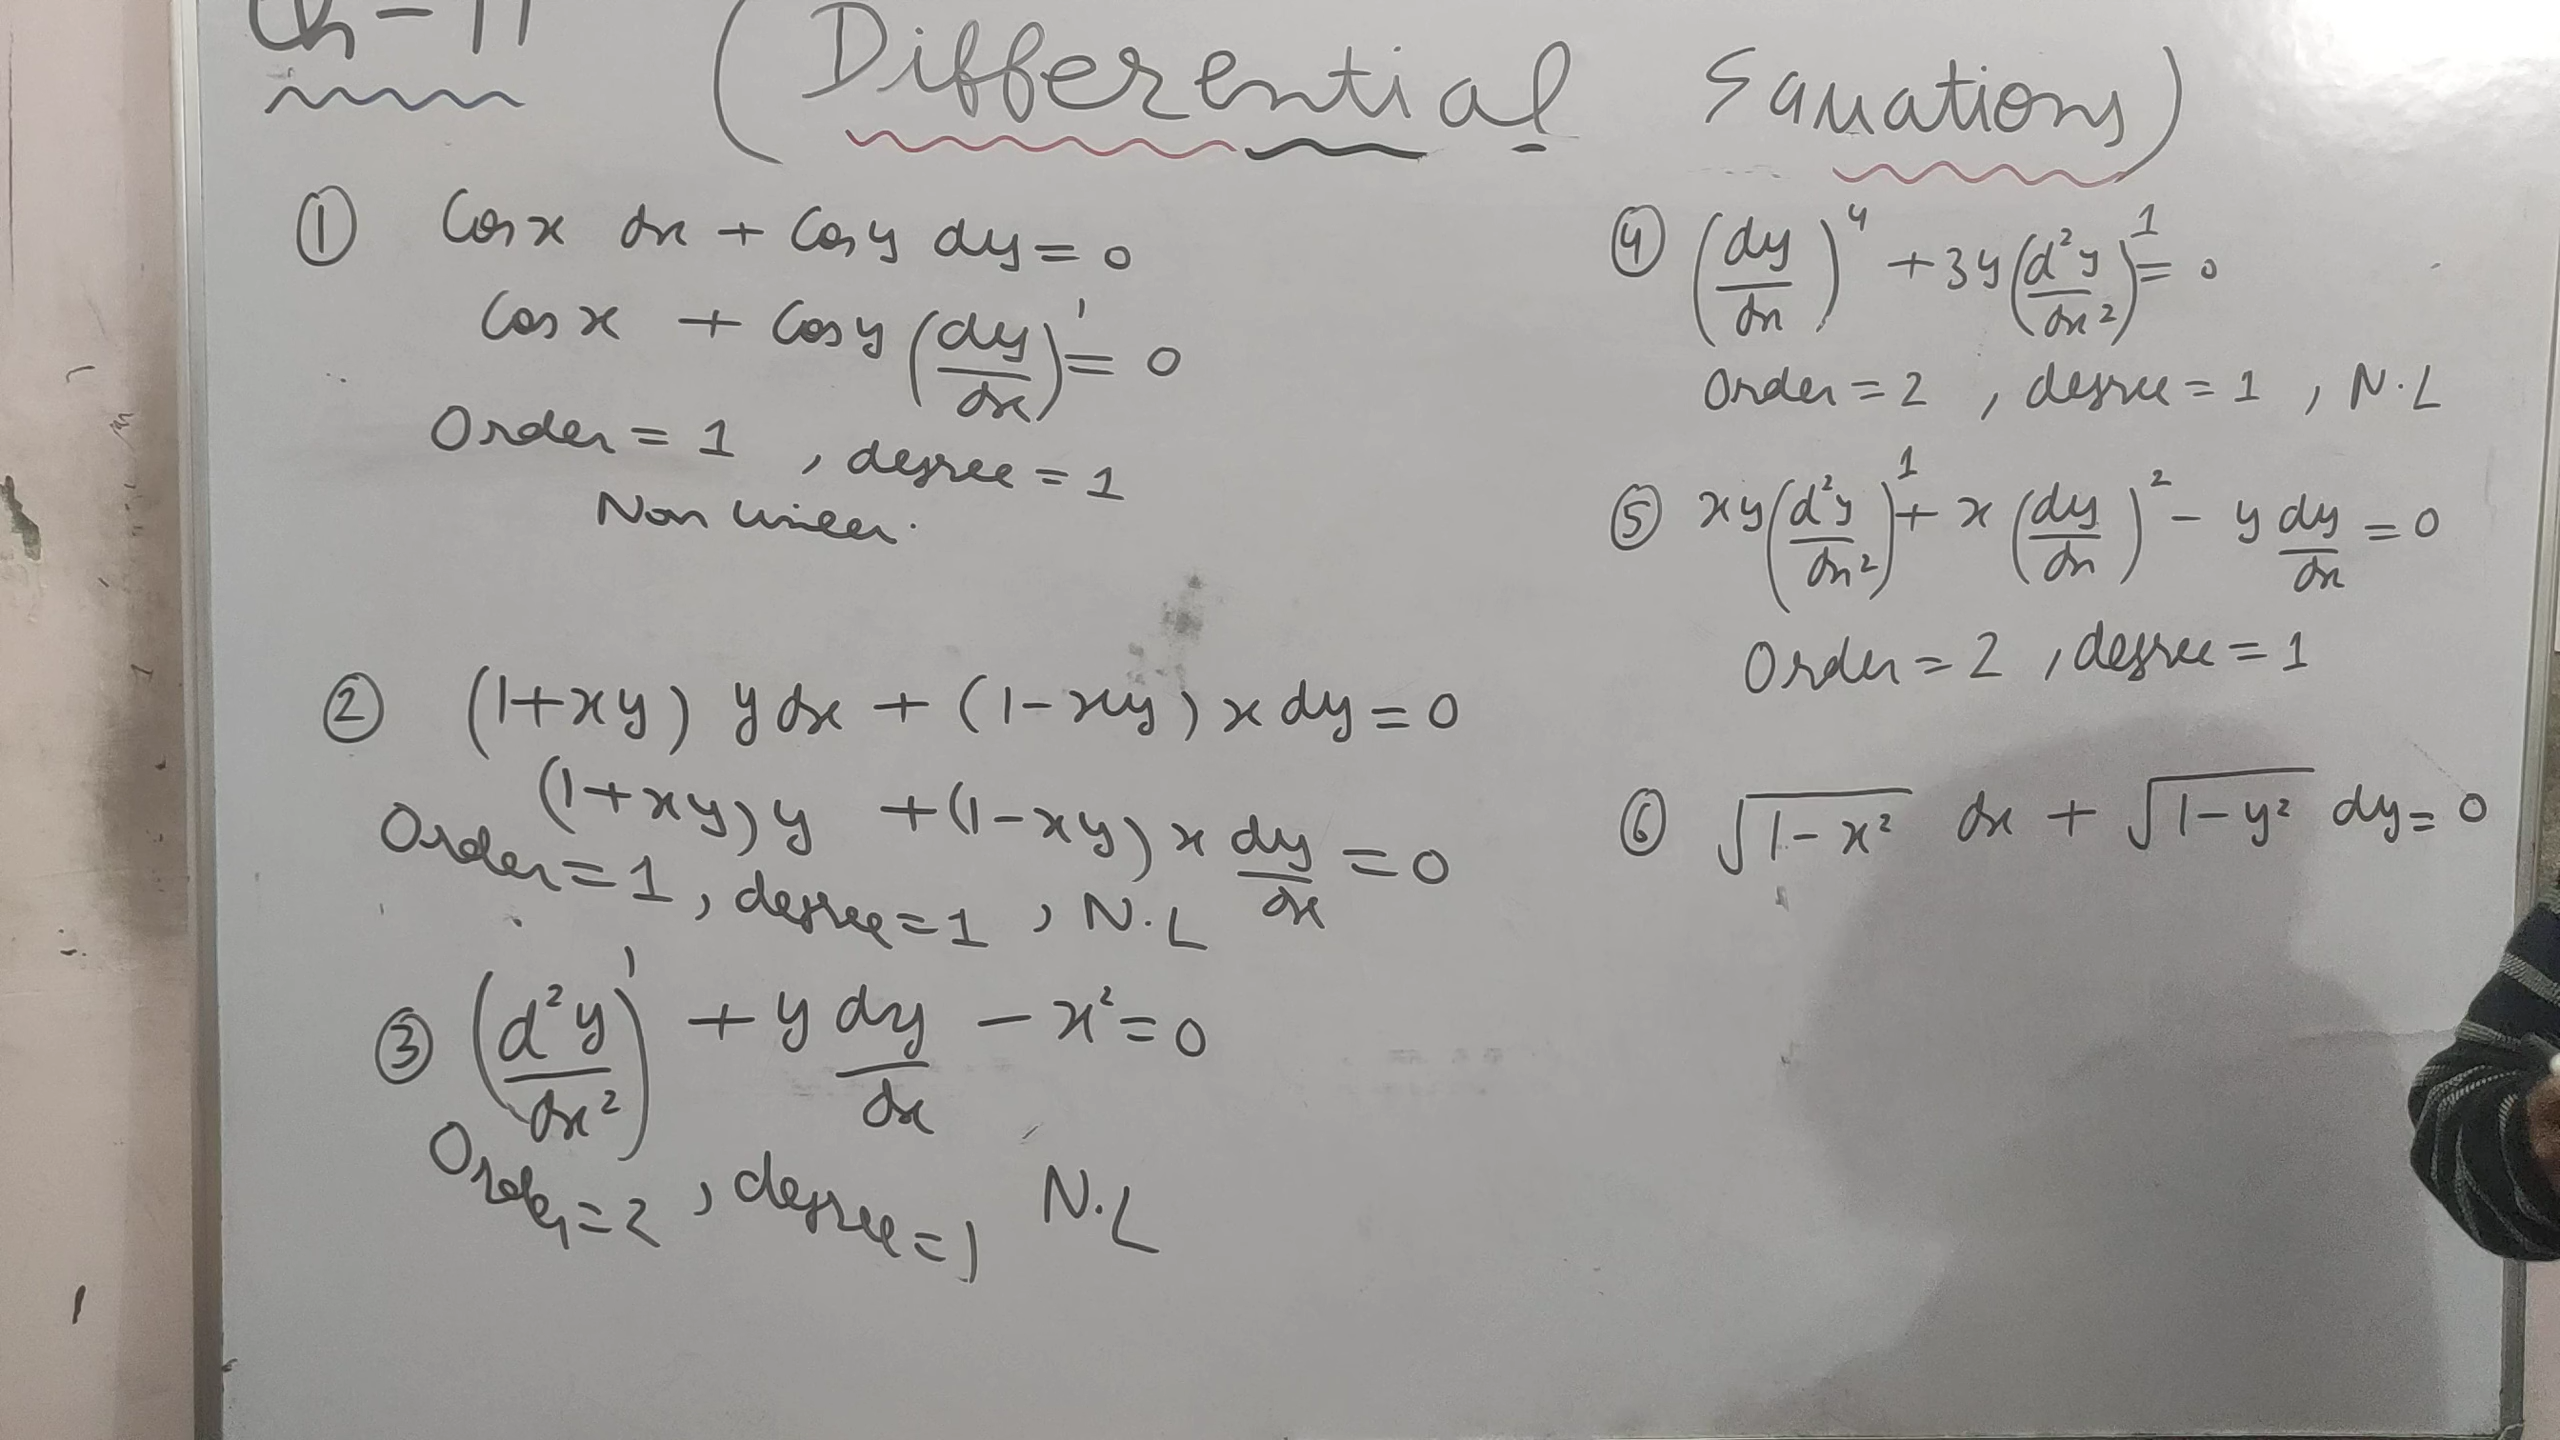 Ch - 11 (Differential Equations)
① Cos x dx + Cos y dy = 0
Cos x + Cos y (dy/dx)¹ = 0
Order = 1 , degree = 1
Non linear.
② (1+xy) y dx + (1-xy) x dy = 0
(1+xy) y + (1-xy) x dy/dx = 0
Order = 1 , degree = 1 , N.L
③ (d²y/dx²)¹ + y dy/dx - x² = 0
Order = 2 , degree = 1 N.L
④ (dy/dx)⁴ + 3y (d²y/dx²)¹ = 0
Order = 2 , degree = 1 , N.L
⑤ xy (d²y/dx²)¹ + x (dy/dx)² - y dy/dx = 0
Order = 2 , degree = 1
⑥ √(1-x²) dx + √(1-y²) dy = 0